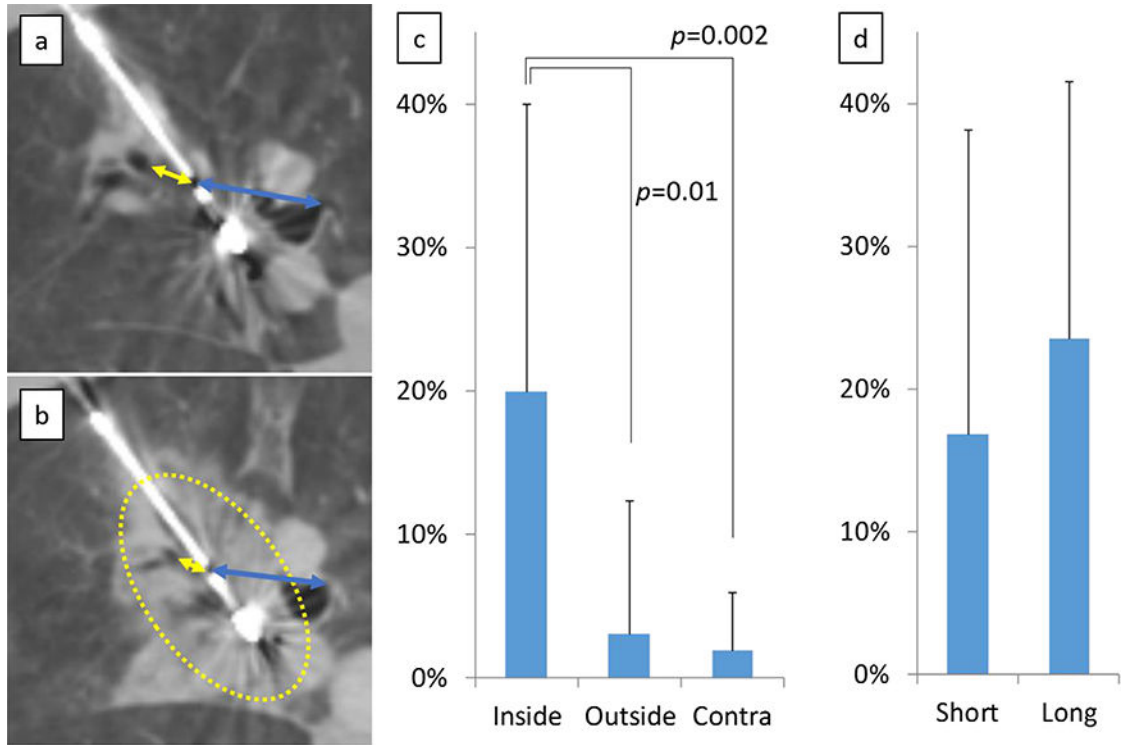 a
b
c
p=0.002
p=0.01
40%
30%
20%
10%
0%
Inside Outside Contra
d
40%
30%
20%
10%
0%
Short Long